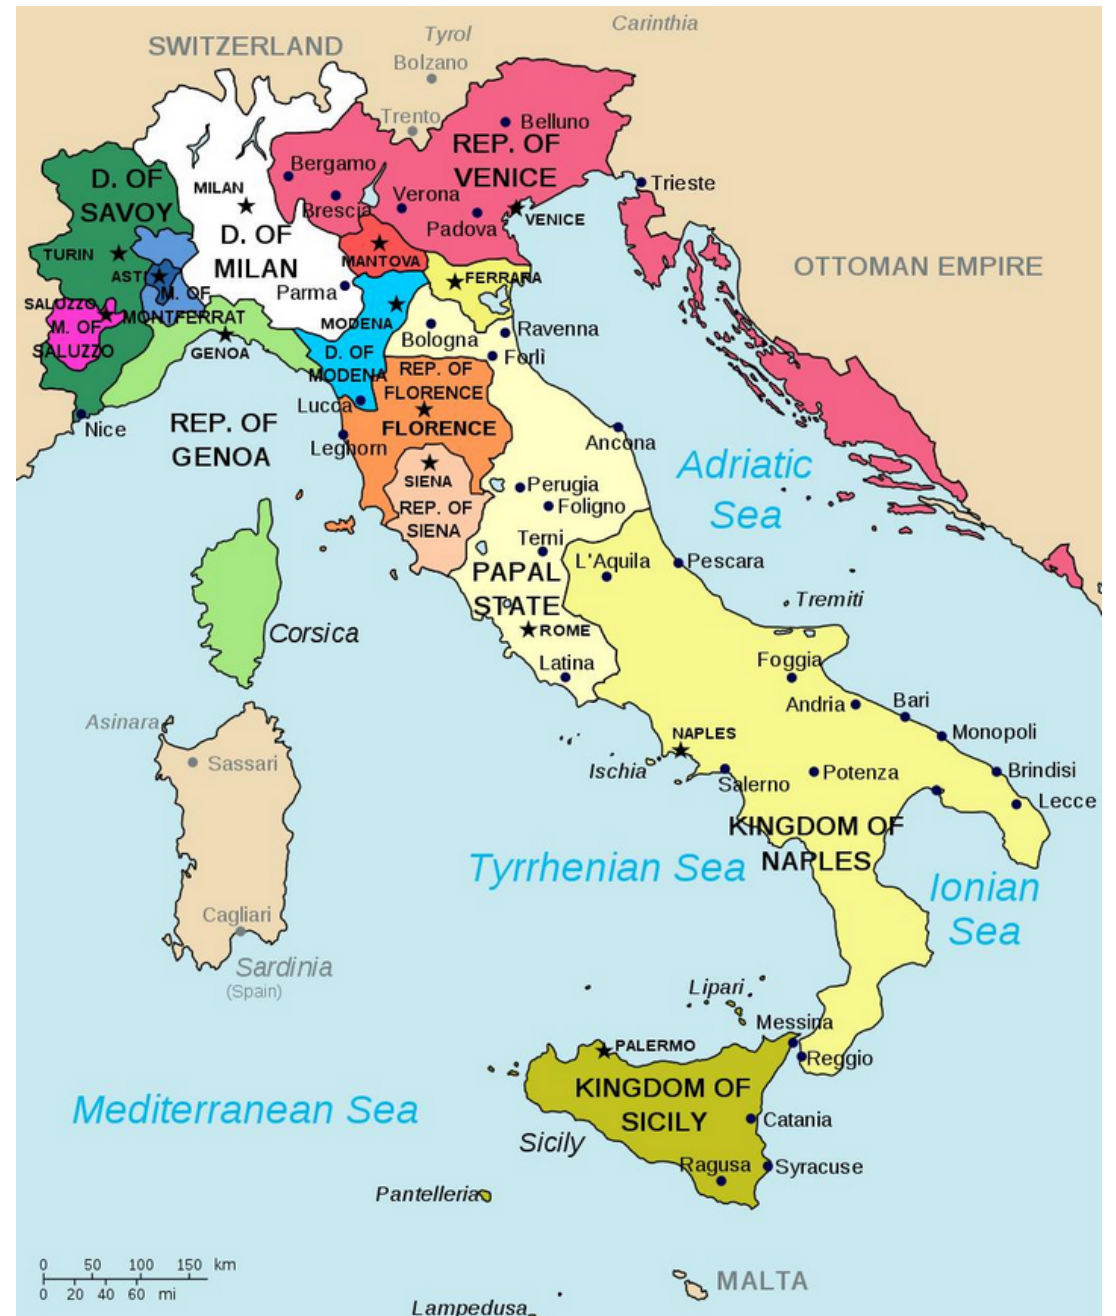 Carinthia
Tyrol
SWITZERLAND
Bolzano
Trento
Belluno
REP. OF
VENICE
Bergamo
D. OF
SAVOY
MILAN
Brescia
Verona
Padova
VENICE
Trieste
D. OF
MILAN
TURIN
ASTI
MANTOVA
FERRARA
OTTOMAN EMPIRE
Parma
M. OF
MONTFERRAT
SALUZZO
M. OF
SALUZZO
MODENA
Bologna
Ravenna
Forlì
GENOA
D. OF
MODENA
REP. OF
FLORENCE
FLORENCE
Lucca
Nice
REP. OF
GENOA
Leghorn
Ancona
Adriatic
Sea
SIENA
REP. OF
SIENA
Perugia
Foligno
Terni
L'Aquila
Pescara
PAPAL
STATE
Tremiti
ROME
Corsica
Latina
Foggia
Andria
Bari
Monopoli
Asinara
Sassari
NAPLES
Ischia
Salerno
Potenza
Brindisi
Lecce
KINGDOM OF
NAPLES
Tyrrhenian Sea
Ionian
Sea
Cagliari
Sardinia
(Spain)
Lipari
Messina
Reggio
PALERMO
KINGDOM OF
SICILY
Mediterranean Sea
Catania
Sicily
Ragusa
Syracuse
Pantelleria
0 50 100 150 km
0 20 40 60 mi
MALTA
Lampedusa